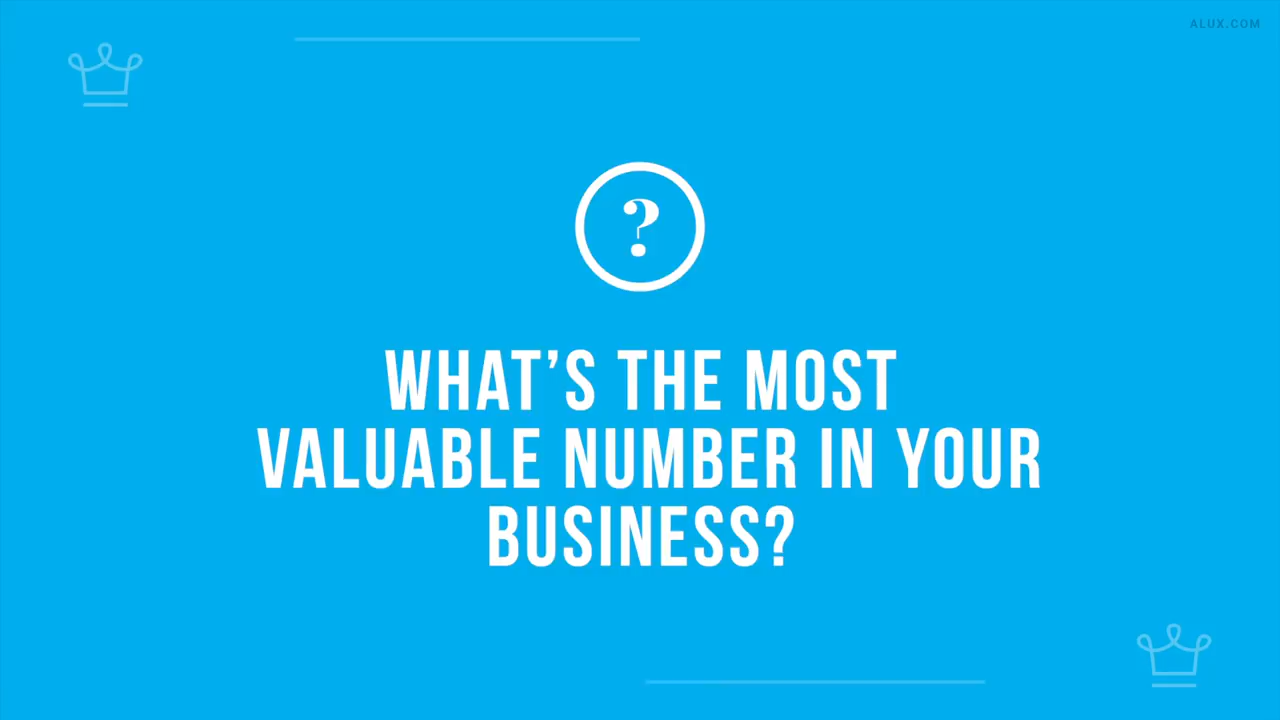 ALUX.COM
?
WHAT’S THE MOST
VALUABLE NUMBER IN YOUR
BUSINESS?